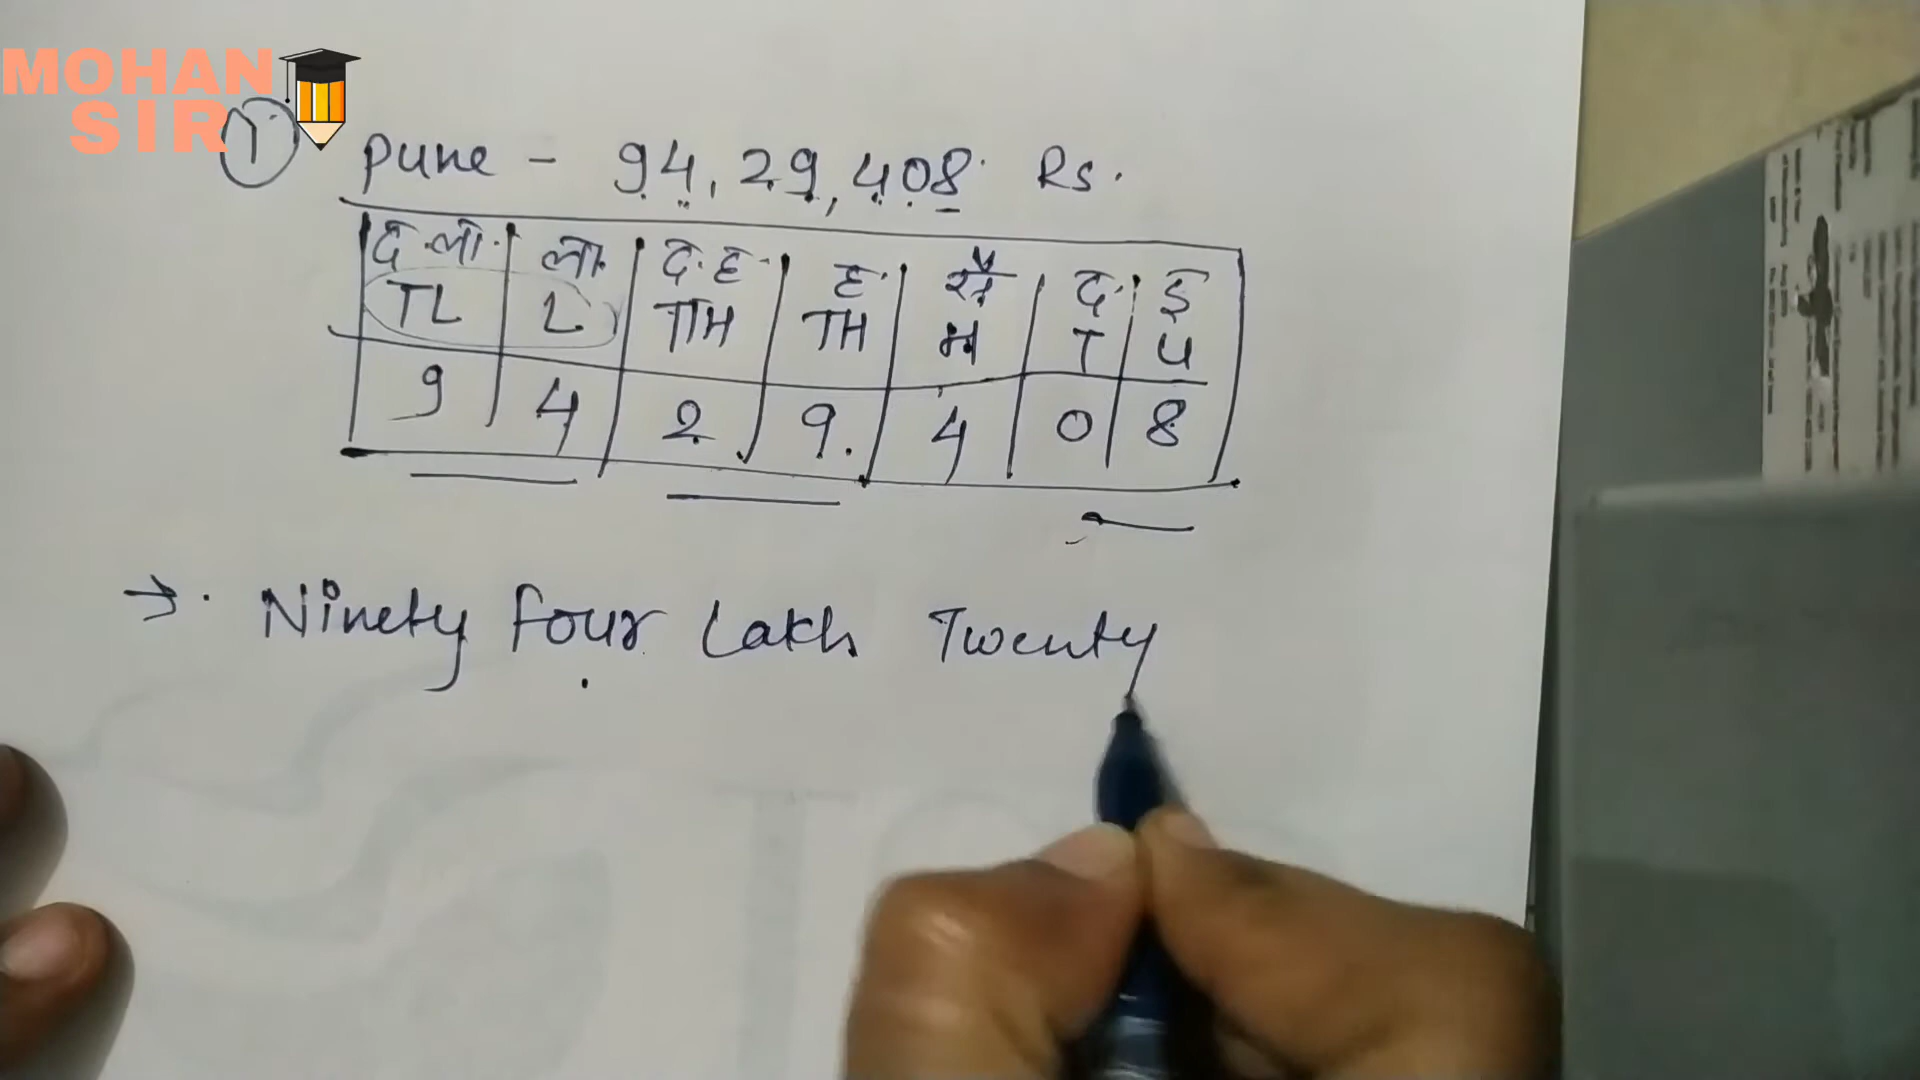 MOHAN
SIR
1 Pune - 94,29,408 Rs.
द.ला. ला. द.ह. ह. श. द. इ
TL L TTH TH H T U
9 4 2 9 4 0 8
→ Ninety four Lakh Twenty